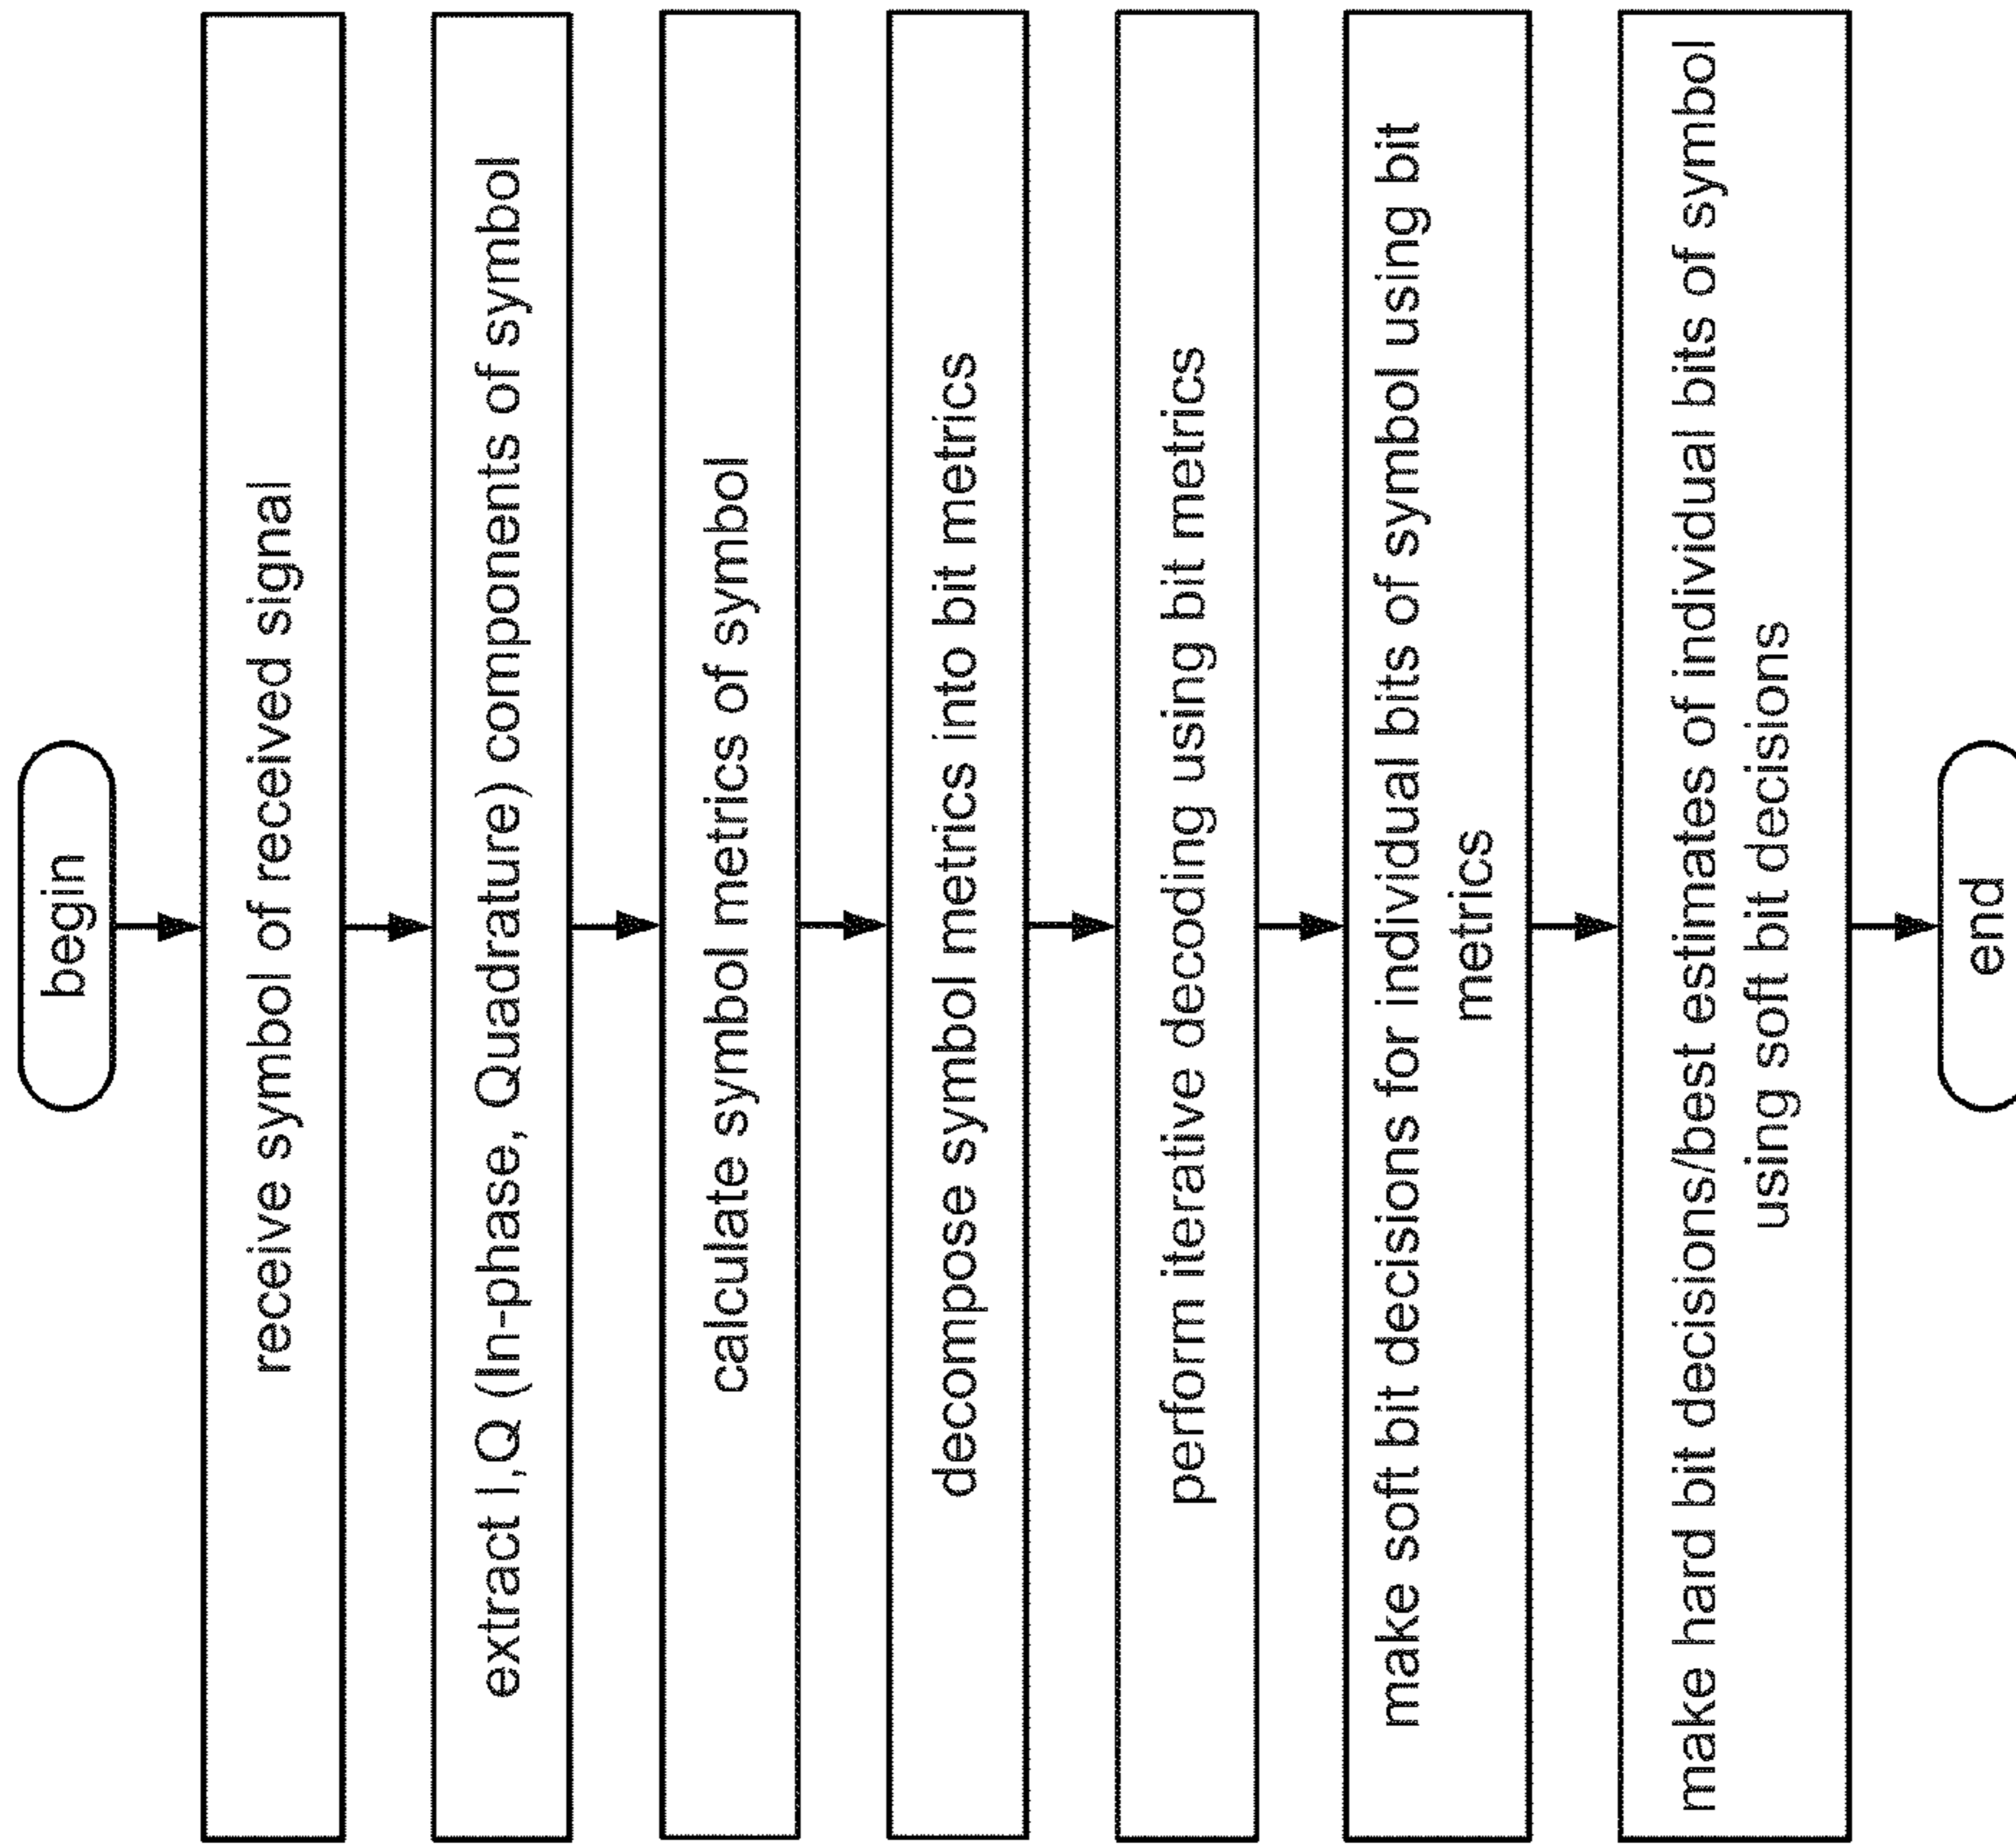 begin
receive symbol of received signal
extract I,Q (In-phase, Quadrature) components of symbol
calculate symbol metrics of symbol
decompose symbol metrics into bit metrics
perform iterative decoding using bit metrics
make soft bit decisions for individual bits of symbol using bit
metrics
make hard bit decisions/best estimates of individual bits of symbol
using soft bit decisions
end